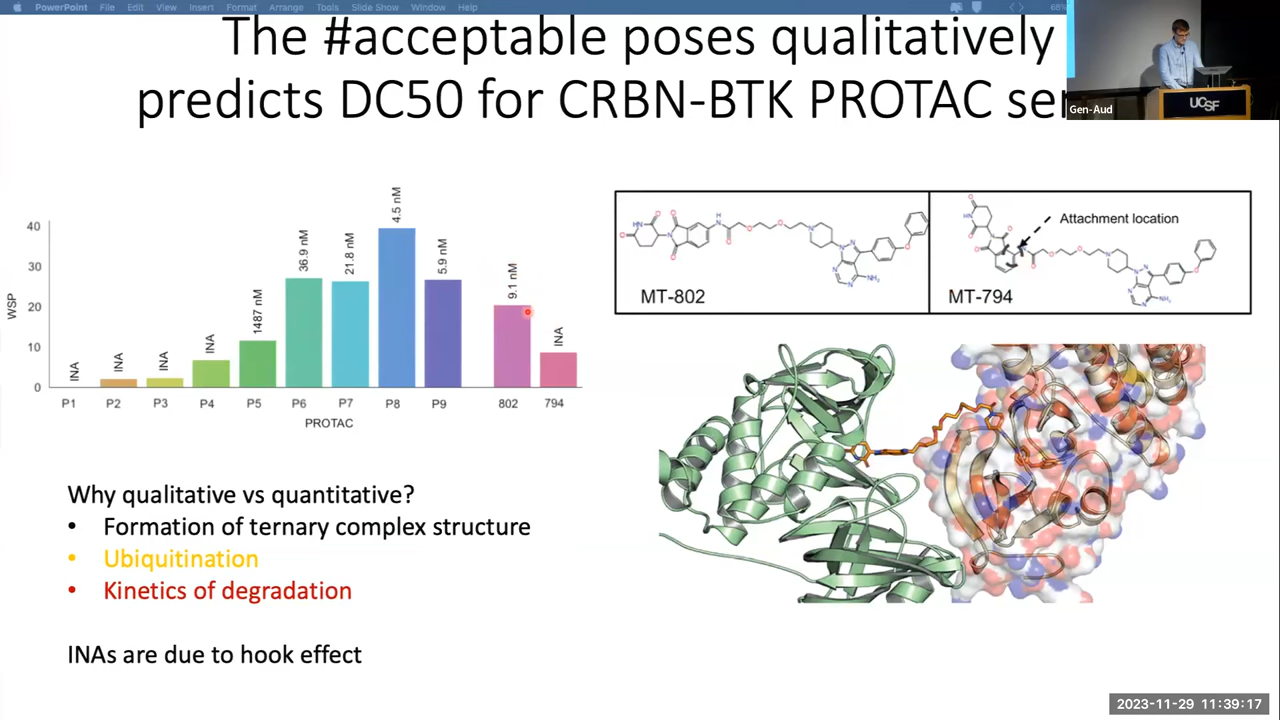 PowerPoint File Edit View Insert Format Arrange Tools Slide Show Window Help
The #acceptable poses qualitatively
predicts DC50 for CRBN-BTK PROTAC
Gen-Aud
UCSF
WSP
40
30
20
10
0
INA
INA
INA
INA
1487 nM
36.9 nM
21.8 nM
4.5 nM
5.9 nM
9.1 nM
INA
P1 P2 P3 P4 P5 P6 P7 P8 P9 802 794
PROTAC
MT-802
Attachment location
MT-794
Why qualitative vs quantitative?
• Formation of ternary complex structure
• Ubiquitination
• Kinetics of degradation
INAs are due to hook effect
2023-11-29 11:39:17